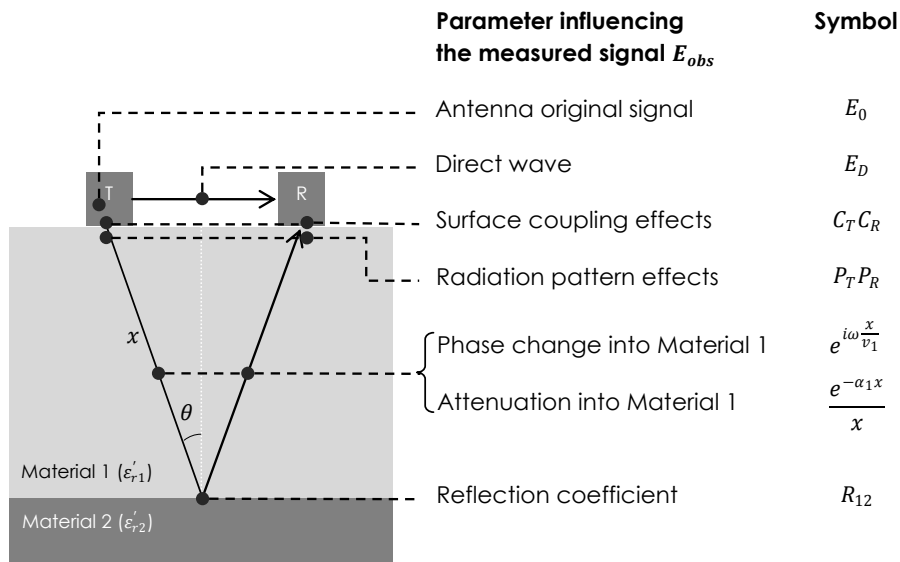 Parameter influencing Symbol
the measured signal E_obs
Antenna original signal E_0
Direct wave E_D
T R
Surface coupling effects C_T C_R
Radiation pattern effects P_T P_R
x
Phase change into Material 1 e^{iω x/v_1}
Attenuation into Material 1 e^{-α_1 x}/x
θ
Material 1 (ε'_{r1})
Reflection coefficient R_12
Material 2 (ε'_{r2})